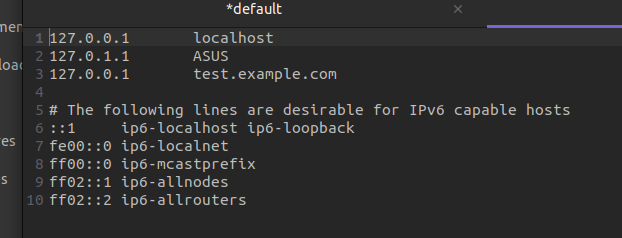 *default ×
1 127.0.0.1       localhost
2 127.0.1.1       ASUS
3 127.0.0.1       test.example.com
4
5 # The following lines are desirable for IPv6 capable hosts
6 ::1     ip6-localhost ip6-loopback
7 fe00::0 ip6-localnet
8 ff00::0 ip6-mcastprefix
9 ff02::1 ip6-allnodes
10 ff02::2 ip6-allrouters